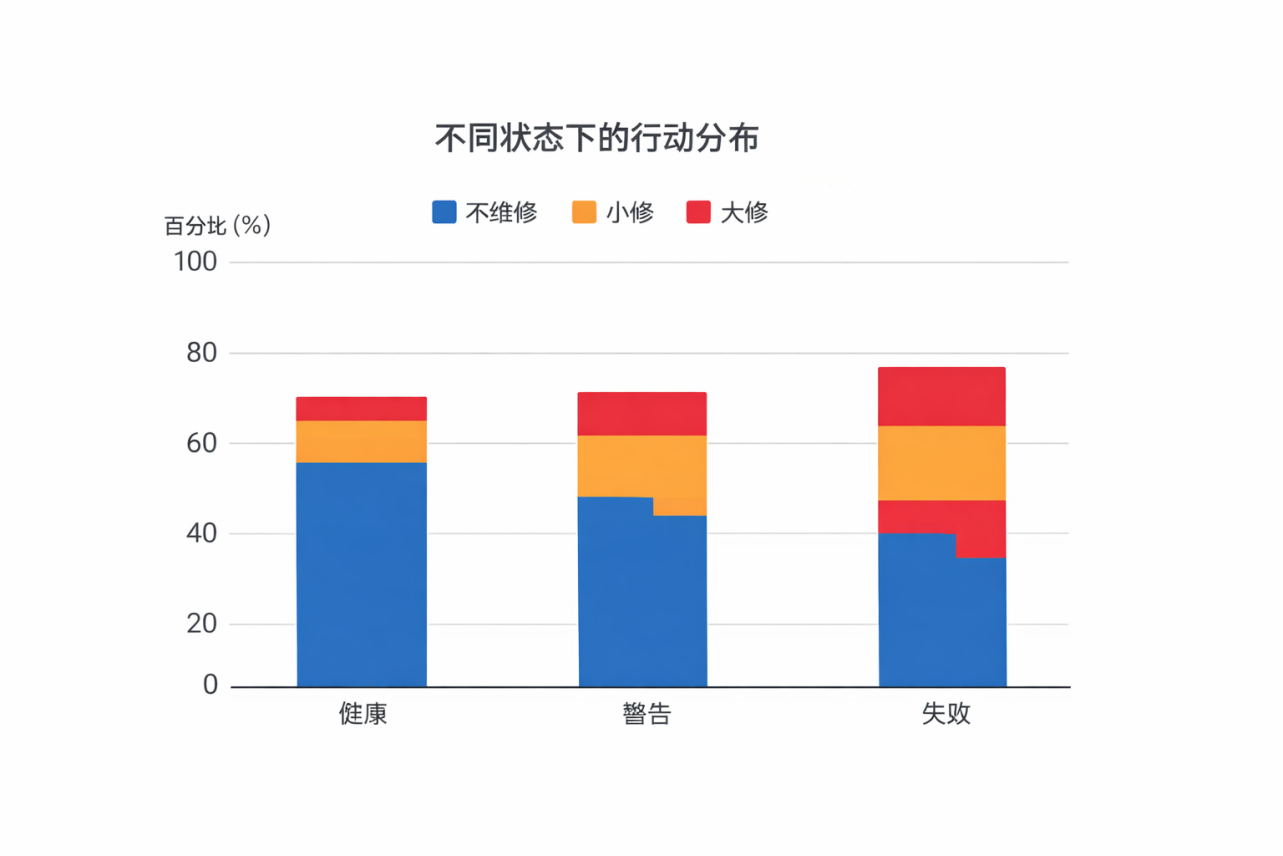 不同状态下的行动分布
不维修 小修 大修
百分比 (%)
100
80
60
40
20
0
健康 警告 失败